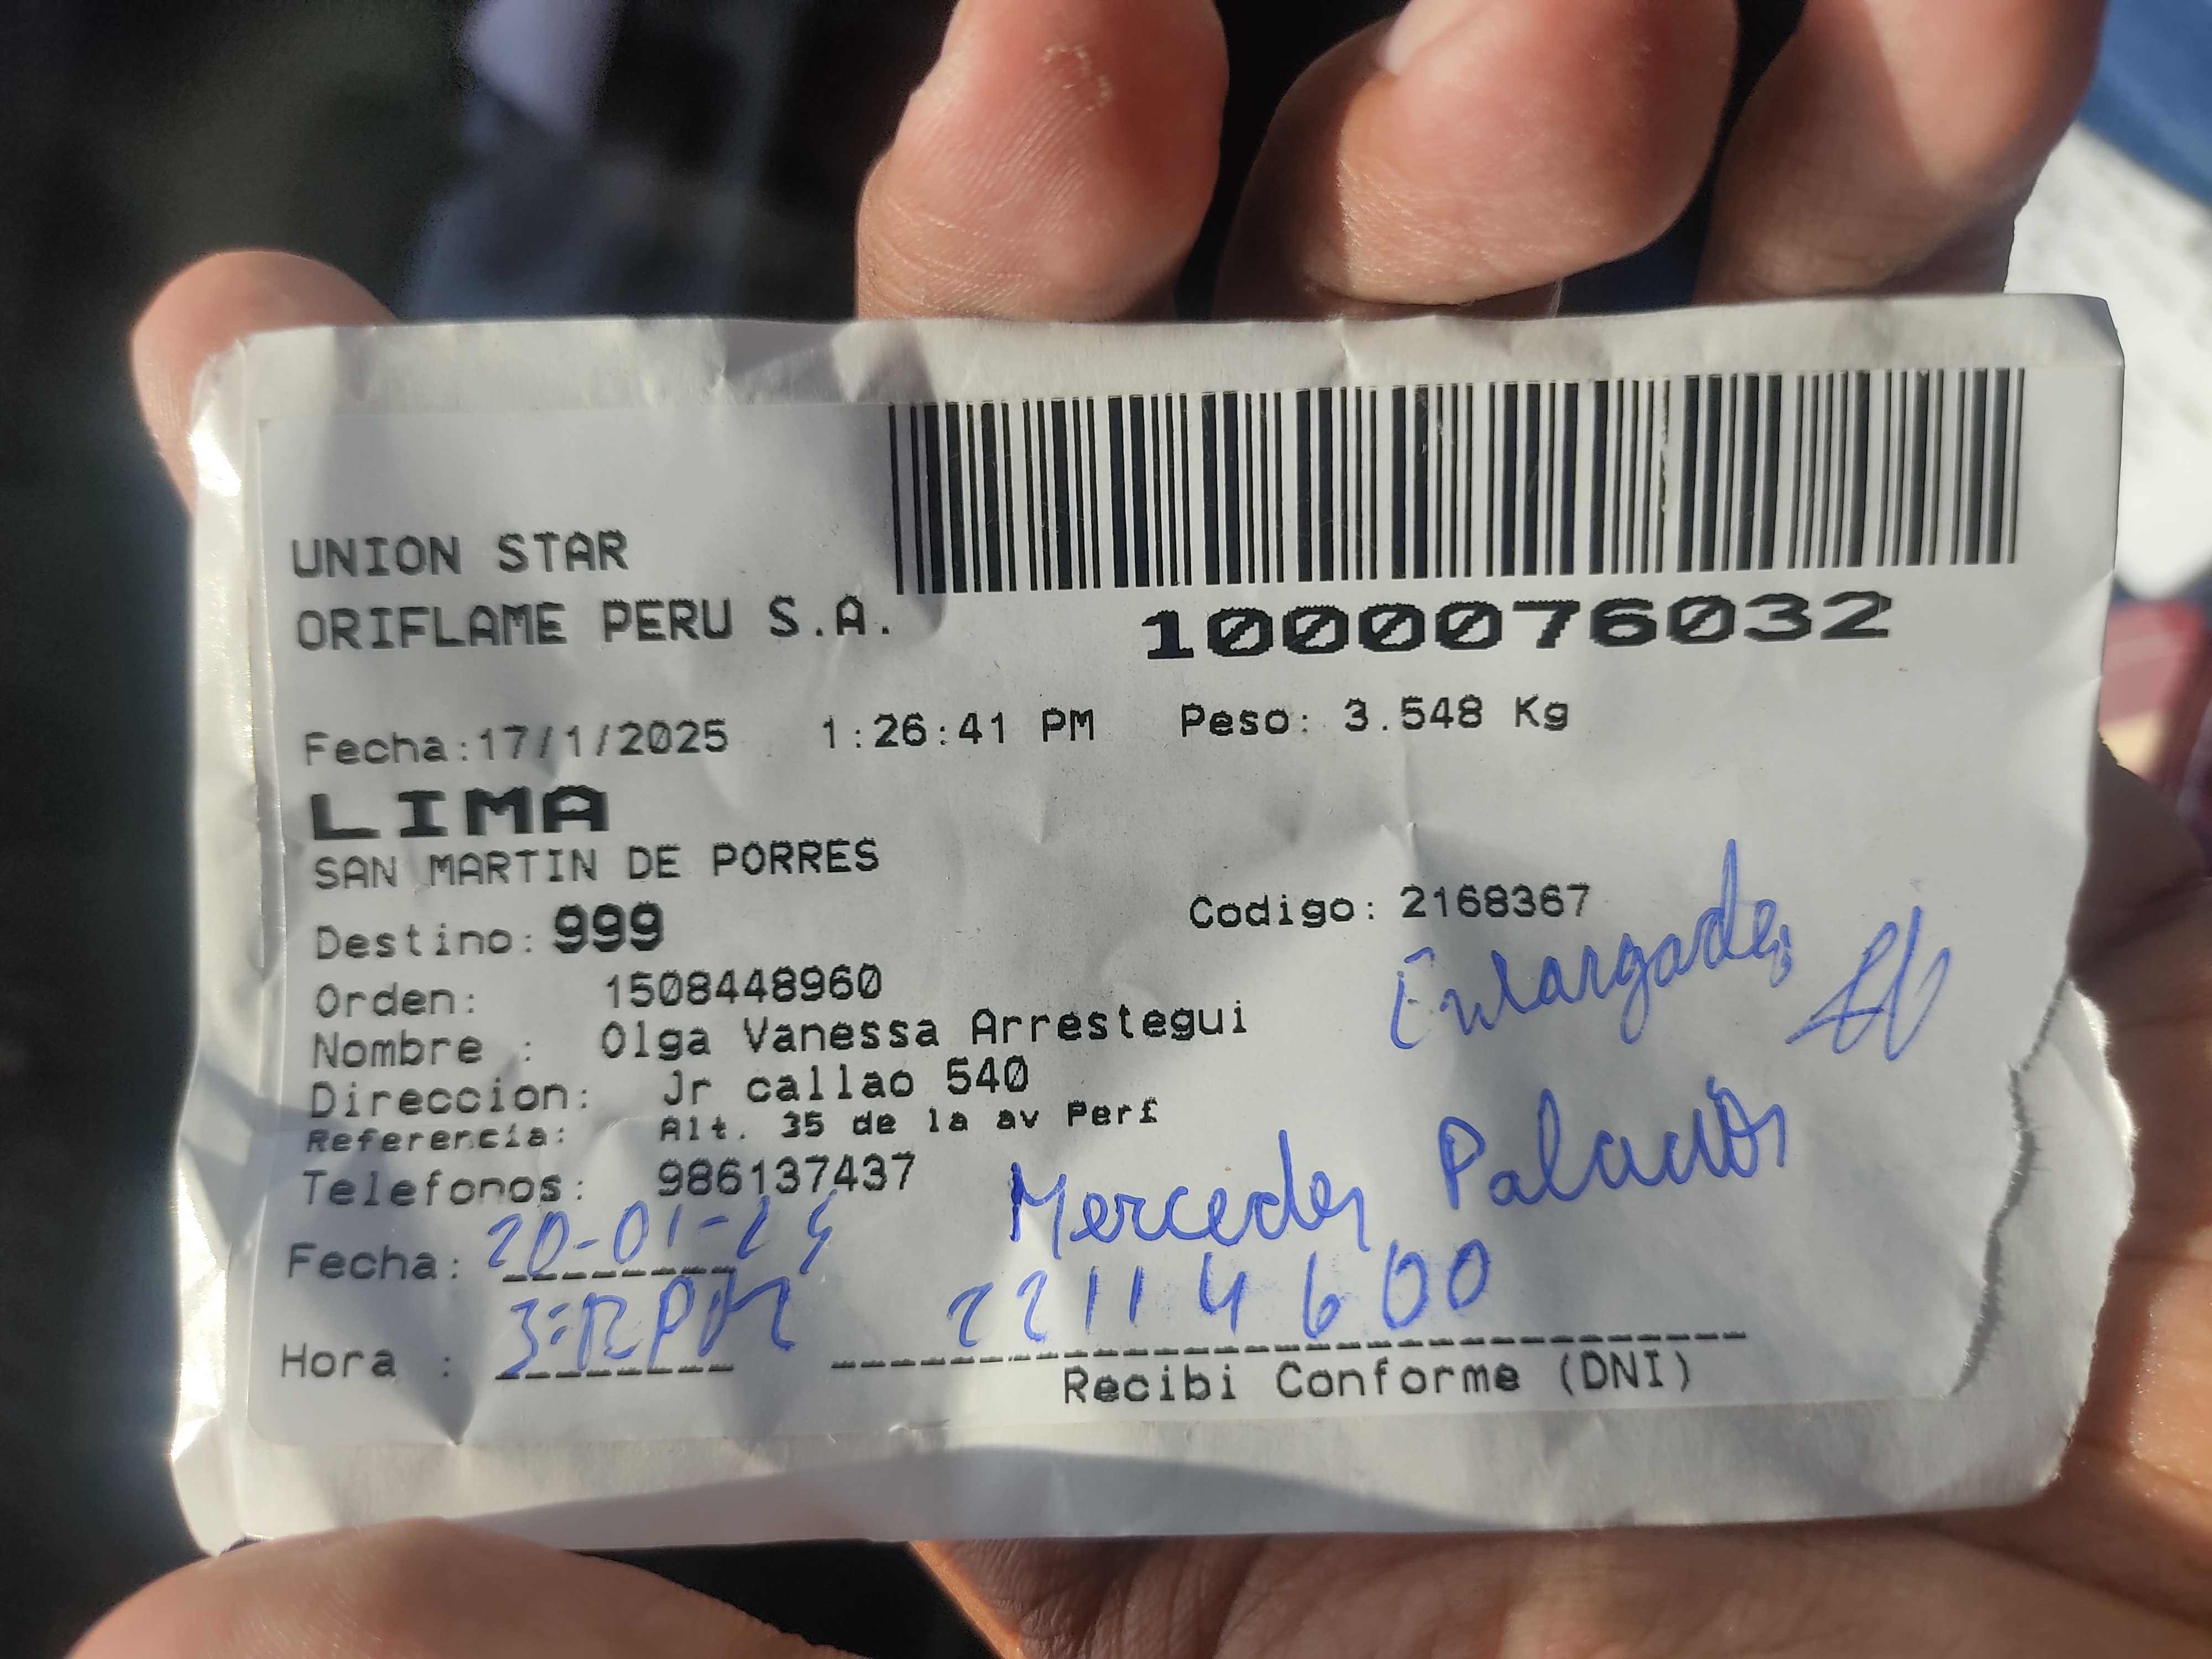 UNION STAR
ORIFLAME PERU S.A.
1000076032
Fecha:17/1/2025 1:26:41 PM Peso: 3.548 Kg
LIMA
SAN MARTIN DE PORRES
Destino: 999 Codigo: 2168367
Encargada
Orden: 1508448960
Nombre : Olga Vanessa Arrestegui
Direccion: Jr callao 540
Referencia: Alt. 35 de la av Perf
Telefonos: 986137437
Mercedes Palacios
Fecha: 20-01-25
22114600
Hora : 3:12PM
Recibi Conforme (DNI)